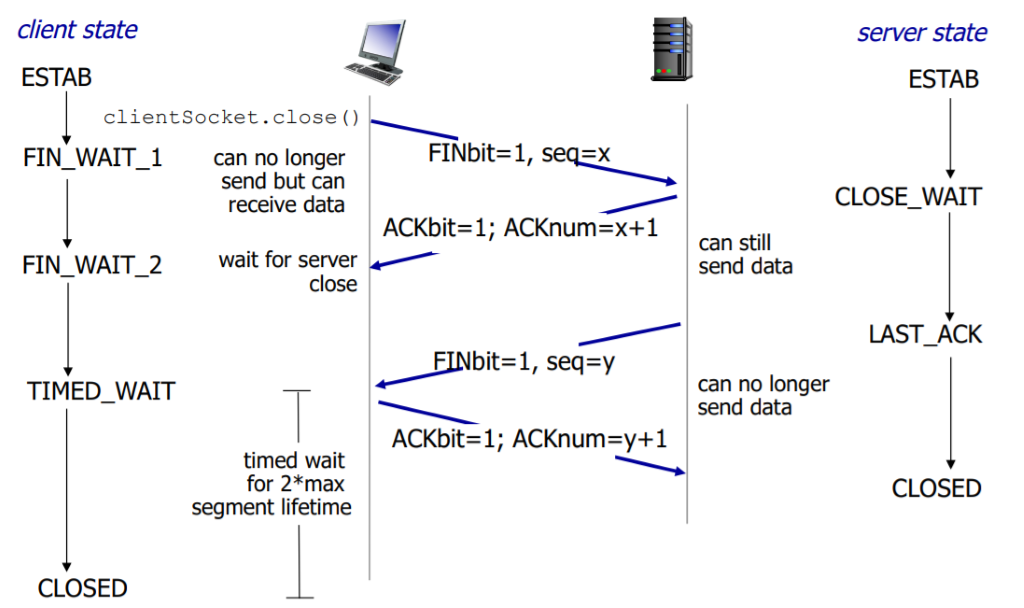 client state
server state
ESTAB
ESTAB
clientSocket.close()
FINbit=1, seq=x
FIN_WAIT_1
can no longer
send but can
receive data
CLOSE_WAIT
ACKbit=1; ACKnum=x+1
can still
send data
FIN_WAIT_2
wait for server
close
LAST_ACK
FINbit=1, seq=y
TIMED_WAIT
can no longer
send data
ACKbit=1; ACKnum=y+1
timed wait
for 2*max
segment lifetime
CLOSED
CLOSED